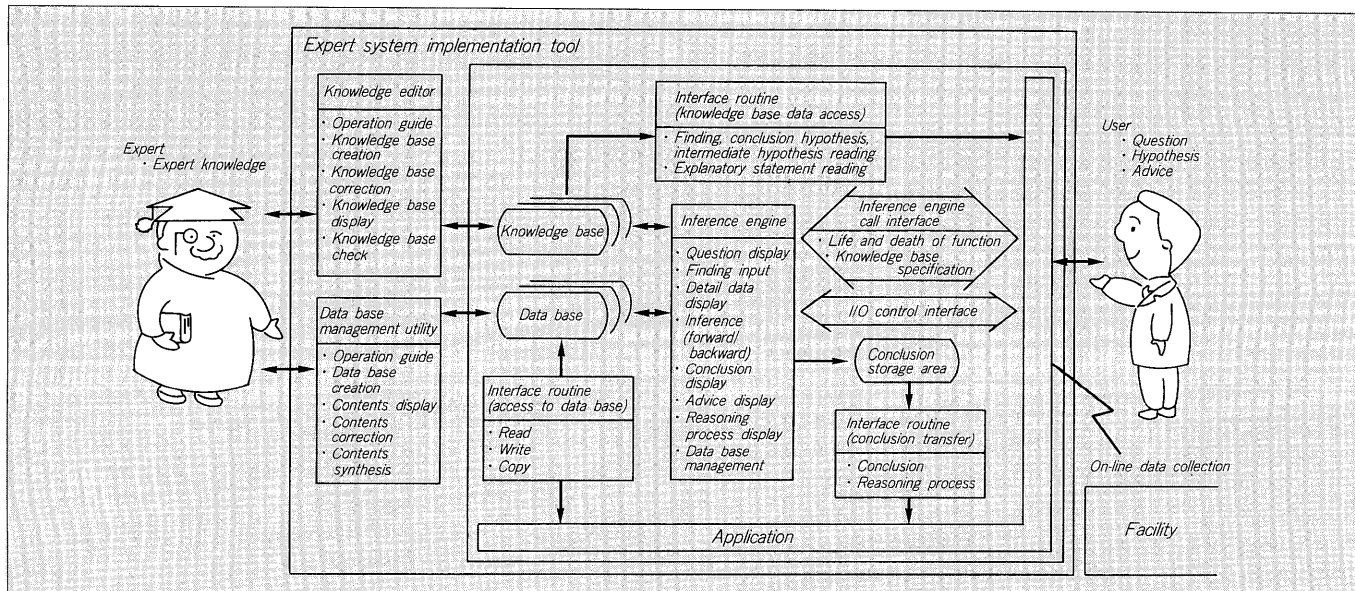 Expert system implementation tool
Expert
· Expert knowledge
Knowledge editor
· Operation guide
· Knowledge base
creation
· Knowledge base
correction
· Knowledge base
display
· Knowledge base
check
Data base
management utility
· Operation guide
· Data base
creation
· Contents display
· Contents
correction
· Contents
synthesis
Knowledge base
Data base
Interface routine
(access to data base)
· Read
· Write
· Copy
Interface routine
(knowledge base data access)
· Finding, conclusion hypothesis,
intermediate hypothesis reading
· Explanatory statement reading
Inference engine
· Question display
· Finding input
· Detail data
display
· Inference
(forward/
backward)
· Conclusion
display
· Advice display
· Reasoning
process display
· Data base
management
Inference engine
call interface
· Life and death of function
· Knowledge base
specification
I/O control interface
Conclusion
storage area
Interface routine
(conclusion transfer)
· Conclusion
· Reasoning process
Application
User
· Question
· Hypothesis
· Advice
On-line data collection
Facility